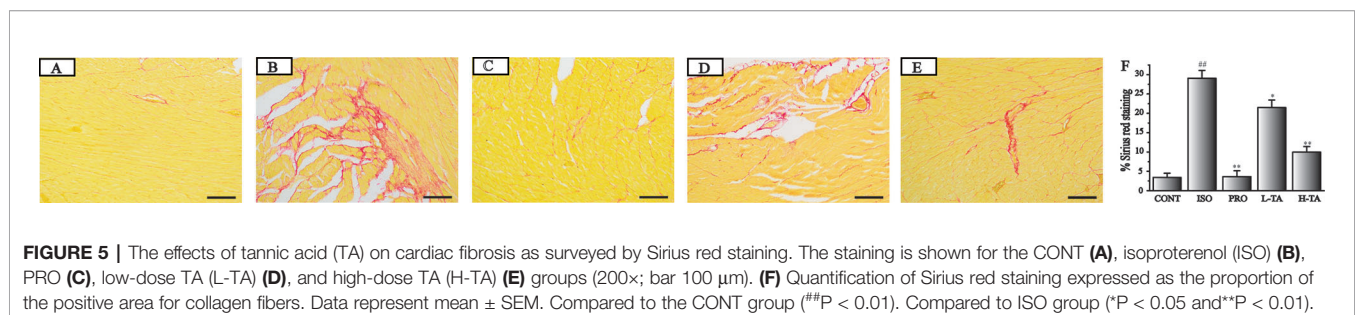 A
B
C
D
E
F
% Sirius red staining
30
25
20
15
10
5
0
##
**
*
**
CONT ISO PRO L-TA H-TA
FIGURE 5 | The effects of tannic acid (TA) on cardiac fibrosis as surveyed by Sirius red staining. The staining is shown for the CONT (A), isoproterenol (ISO) (B),
PRO (C), low-dose TA (L-TA) (D), and high-dose TA (H-TA) (E) groups (200×; bar 100 μm). (F) Quantification of Sirius red staining expressed as the proportion of
the positive area for collagen fibers. Data represent mean ± SEM. Compared to the CONT group (##P < 0.01). Compared to ISO group (*P < 0.05 and**P < 0.01).